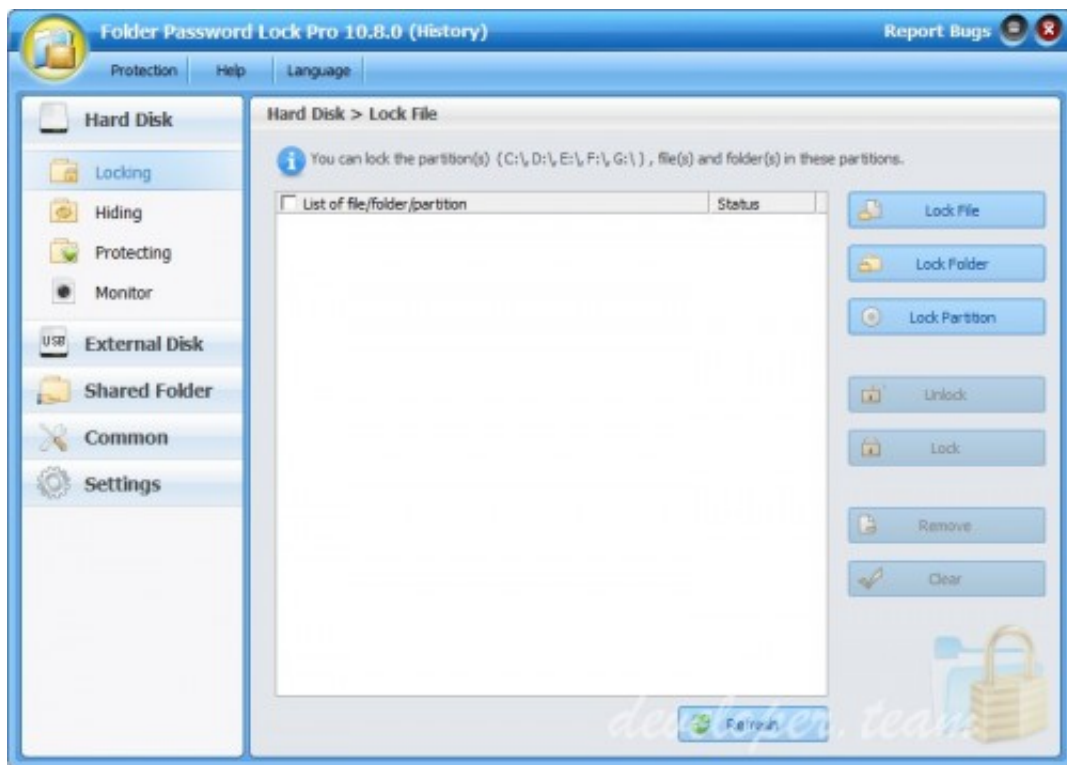 Folder Password Lock Pro 10.8.0 (History) Report Bugs
Protection Help Language
Hard Disk
Locking
Hiding
Protecting
Monitor
USB External Disk
Shared Folder
Common
Settings
Hard Disk > Lock File
You can lock the partition(s) (C:\, D:\, E:\, F:\, G:\) , file(s) and folder(s) in these partitions.
List of file/folder/partition Status
Lock File
Lock Folder
Lock Partition
Unlock
Lock
Remove
Clear
Refresh
developer.team